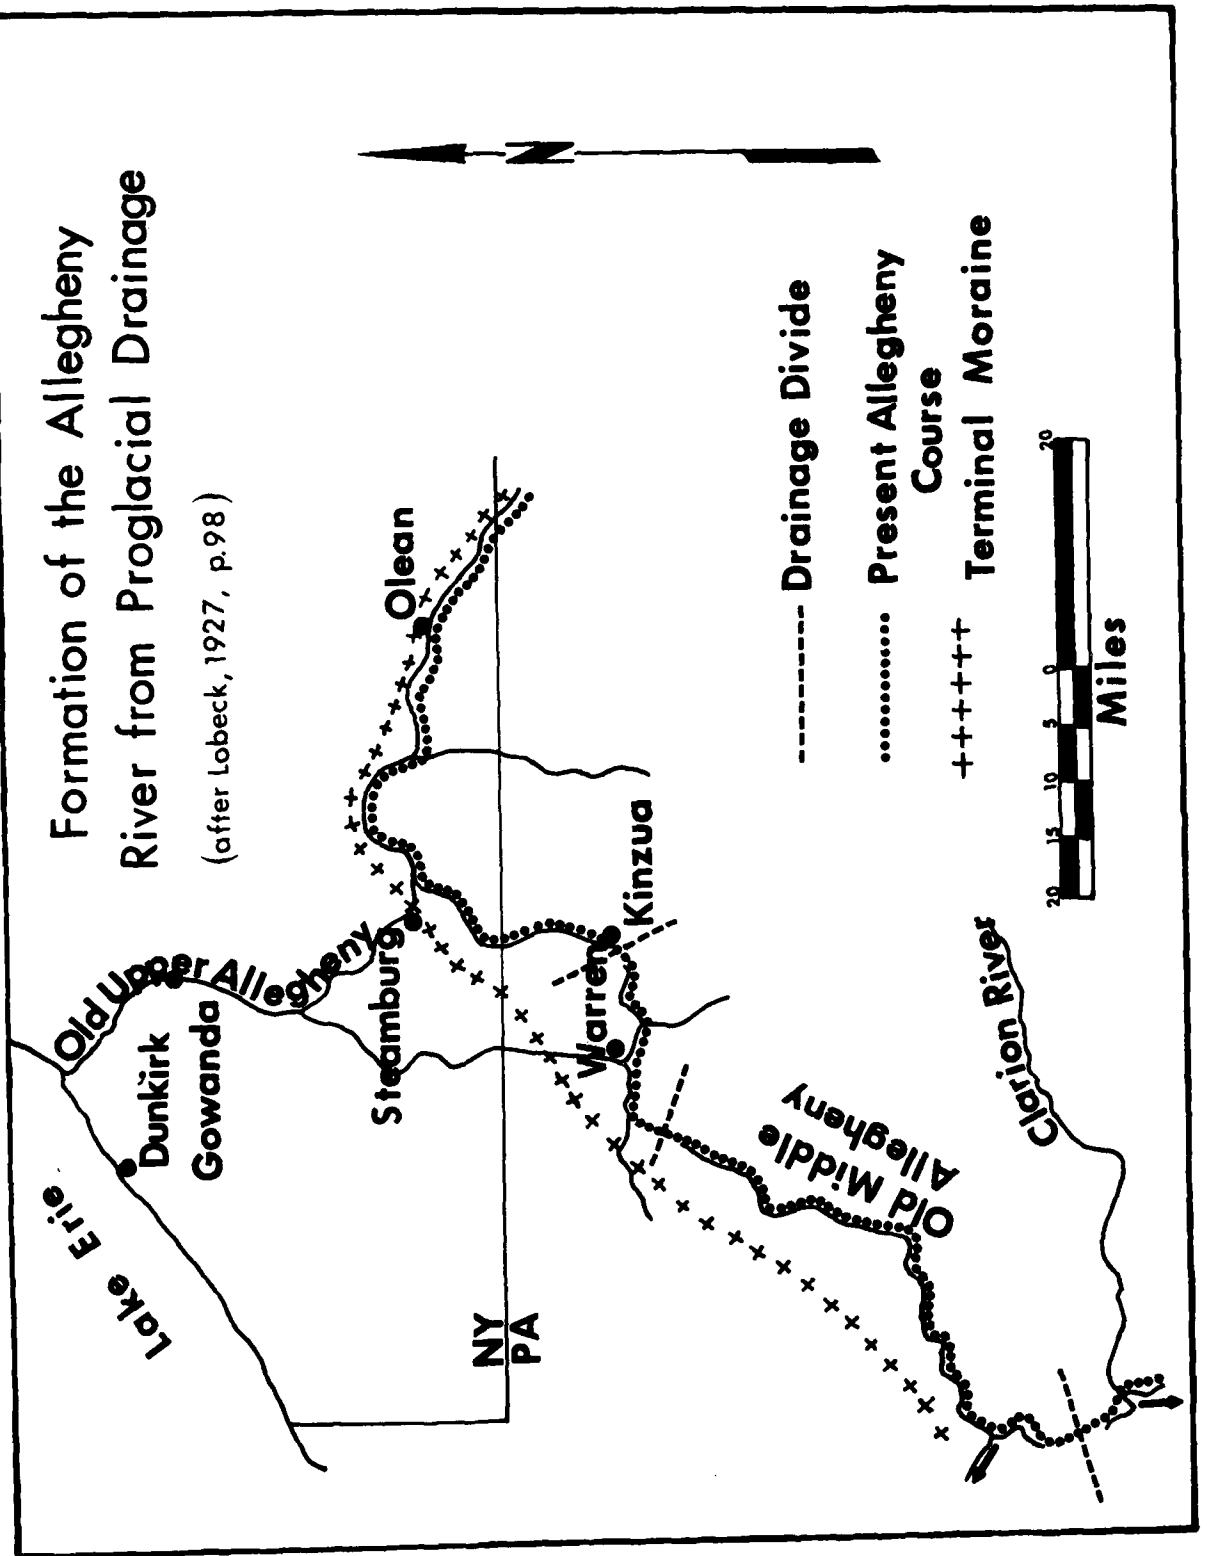 Formation of the Allegheny
River from Proglacial Drainage
(after Lobeck, 1927, p.98)
N
Lake Erie
Dunkirk
Gowanda
Old Upper Allegheny
Steamburg
Olean
NY
PA
Warren
Kinzua
Old Middle
Allegheny
Clarion River
Drainage Divide
Present Allegheny
Course
Terminal Moraine
20 15 10 5 0 20
Miles